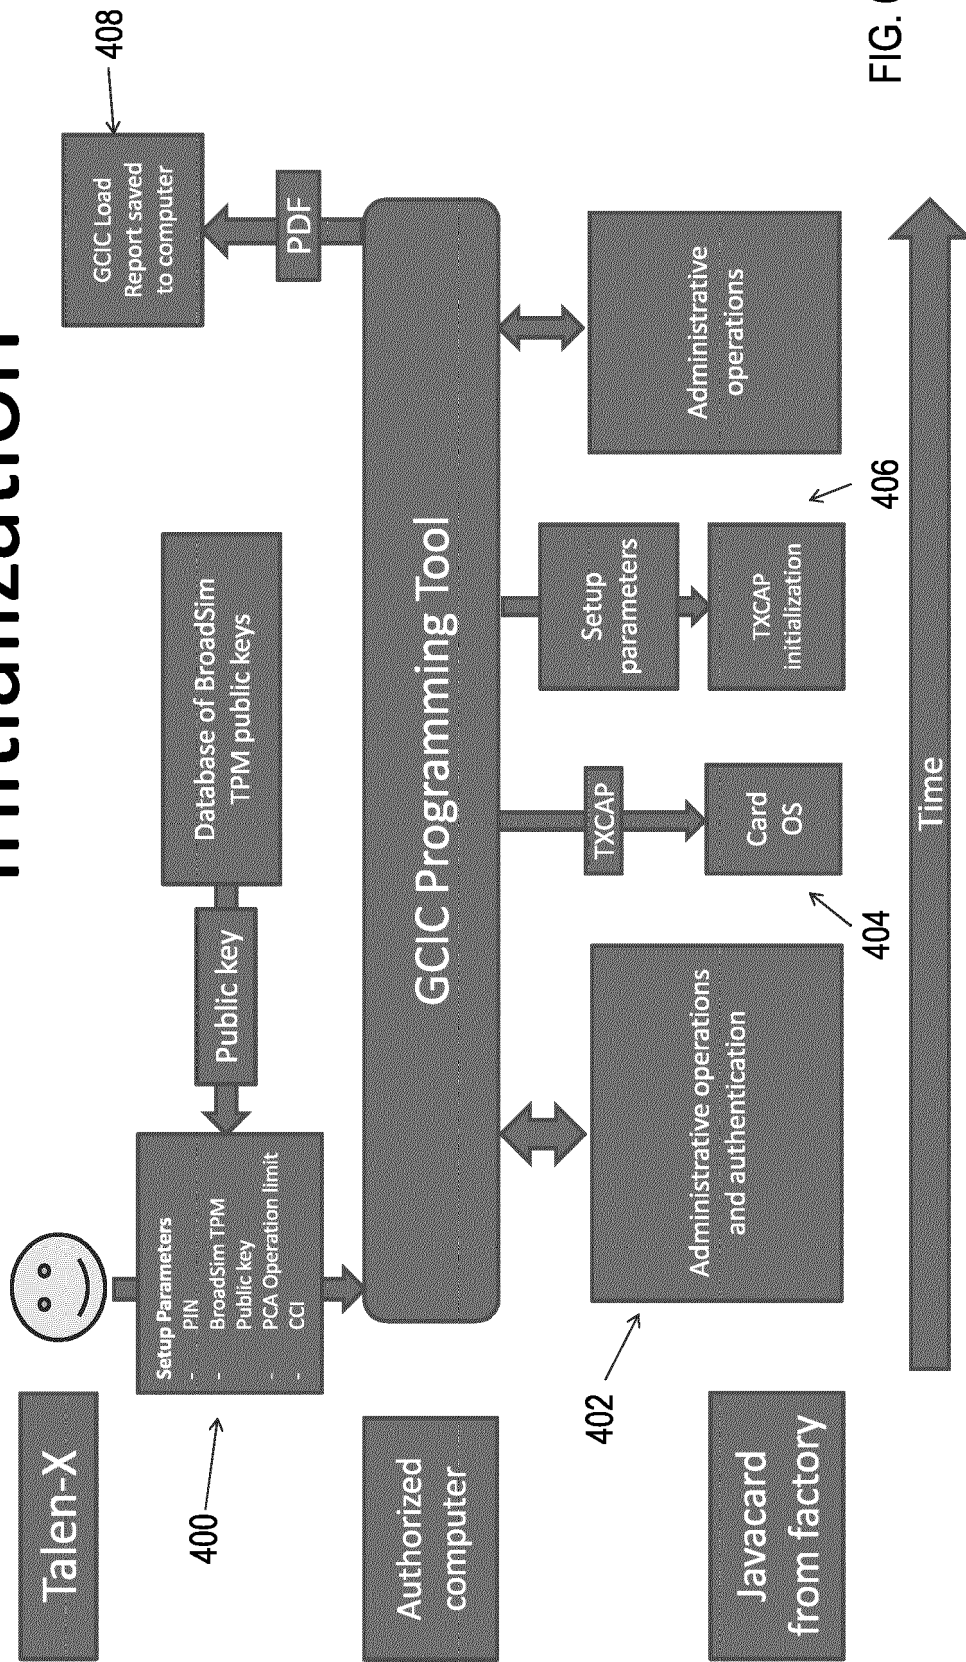 Initialization
Talen-X
Setup Parameters
- PIN
- BroadSim TPM
Public key
- PCA Operation limit
- CCI
400
Public key
Database of BroadSim
TPM public keys
GCIC Load
Report saved
to computer
408
PDF
Authorized
computer
GCIC Programming Tool
402
Administrative operations
and authentication
TXCAP
Card
OS
404
Setup
parameters
TXCAP
initialization
406
Administrative
operations
Javacard
from factory
Time
FIG.